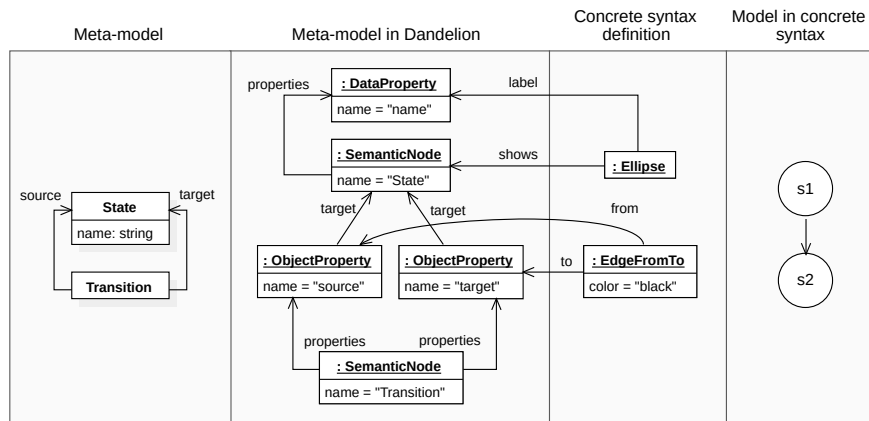 Meta-model
Meta-model in Dandelion
Concrete syntax
definition
Model in concrete
syntax
source
target
State
name: string
Transition
properties
: DataProperty
name = "name"
label
: SemanticNode
name = "State"
shows
: Ellipse
target
target
from
: ObjectProperty
name = "source"
: ObjectProperty
name = "target"
to
: EdgeFromTo
color = "black"
properties
properties
: SemanticNode
name = "Transition"
s1
s2